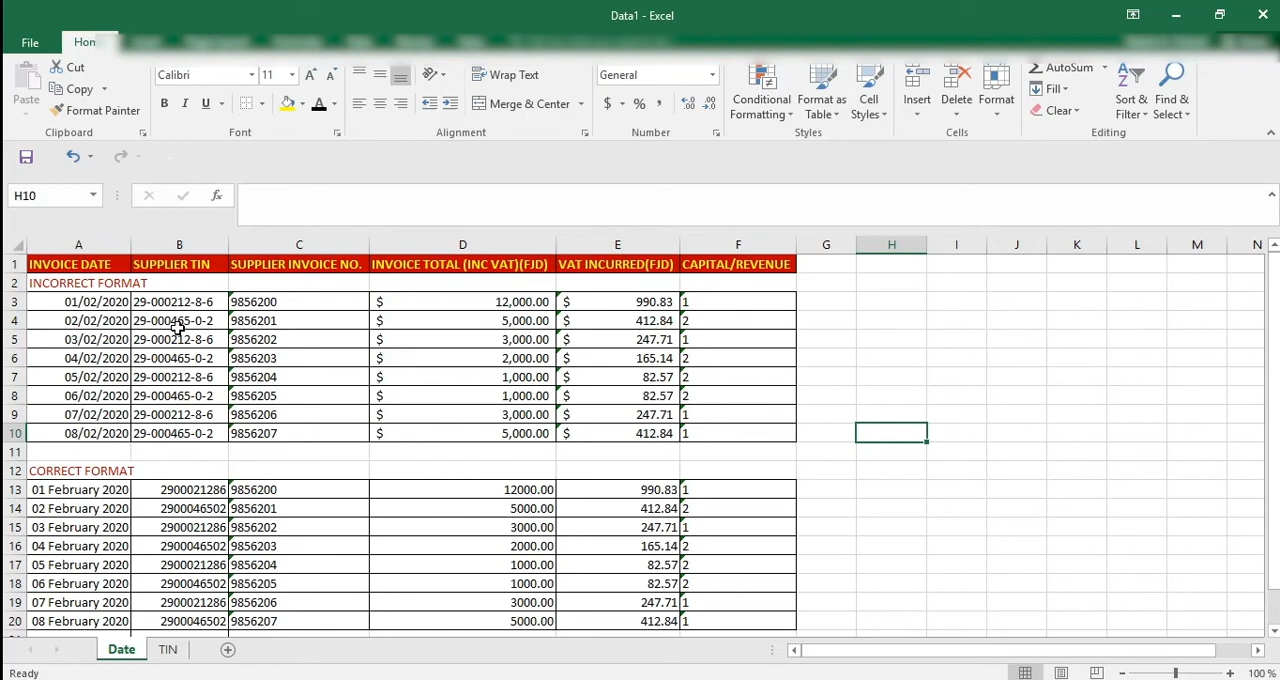 Data1 - Excel
File Hom
Cut
Copy
Paste
Format Painter
Calibri 11
B I U
Wrap Text
Merge & Center
General
$ % ,
Conditional Formatting
Format as Table
Cell Styles
Insert Delete Format
AutoSum
Fill
Clear
Sort & Filter
Find & Select
Clipboard Font Alignment Number Styles Cells Editing
H10 fx
A B C D E F G H I J K L M N
1 INVOICE DATE SUPPLIER TIN SUPPLIER INVOICE NO. INVOICE TOTAL (INC VAT)(FJD) VAT INCURRED(FJD) CAPITAL/REVENUE
2 INCORRECT FORMAT
3 01/02/2020 29-000212-8-6 9856200 $ 12,000.00 $ 990.83 1
4 02/02/2020 29-000465-0-2 9856201 $ 5,000.00 $ 412.84 2
5 03/02/2020 29-000212-8-6 9856202 $ 3,000.00 $ 247.71 1
6 04/02/2020 29-000465-0-2 9856203 $ 2,000.00 $ 165.14 2
7 05/02/2020 29-000212-8-6 9856204 $ 1,000.00 $ 82.57 2
8 06/02/2020 29-000465-0-2 9856205 $ 1,000.00 $ 82.57 2
9 07/02/2020 29-000212-8-6 9856206 $ 3,000.00 $ 247.71 1
10 08/02/2020 29-000465-0-2 9856207 $ 5,000.00 $ 412.84 1
11
12 CORRECT FORMAT
13 01 February 2020 2900021286 9856200 12000.00 990.83 1
14 02 February 2020 2900046502 9856201 5000.00 412.84 2
15 03 February 2020 2900021286 9856202 3000.00 247.71 1
16 04 February 2020 2900046502 9856203 2000.00 165.14 2
17 05 February 2020 2900021286 9856204 1000.00 82.57 2
18 06 February 2020 2900046502 9856205 1000.00 82.57 2
19 07 February 2020 2900021286 9856206 3000.00 247.71 1
20 08 February 2020 2900046502 9856207 5000.00 412.84 1
Date TIN
Ready 100 %